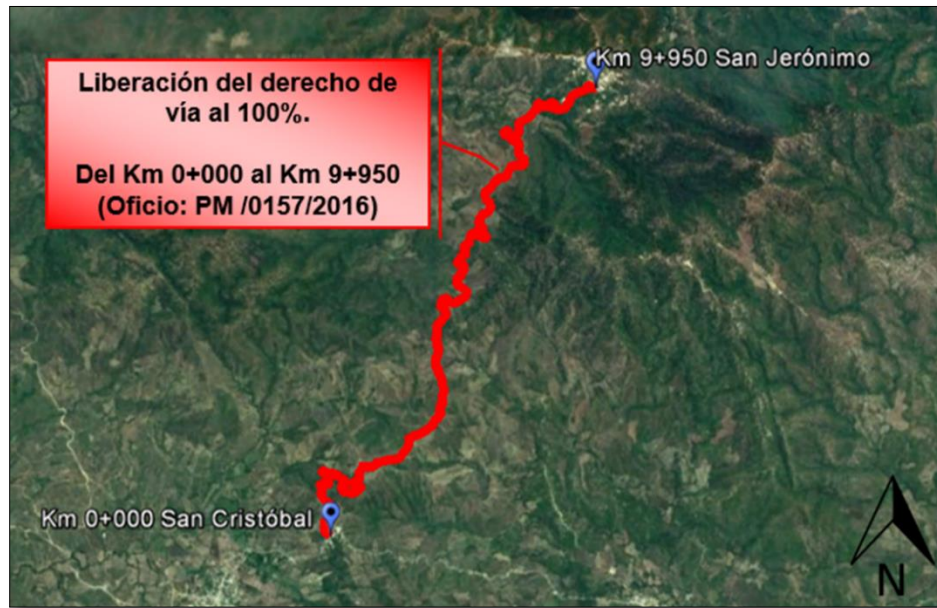 Km 9+950 San Jerónimo
Liberación del derecho de
vía al 100%.
Del Km 0+000 al Km 9+950
(Oficio: PM /0157/2016)
Km 0+000 San Cristóbal
N